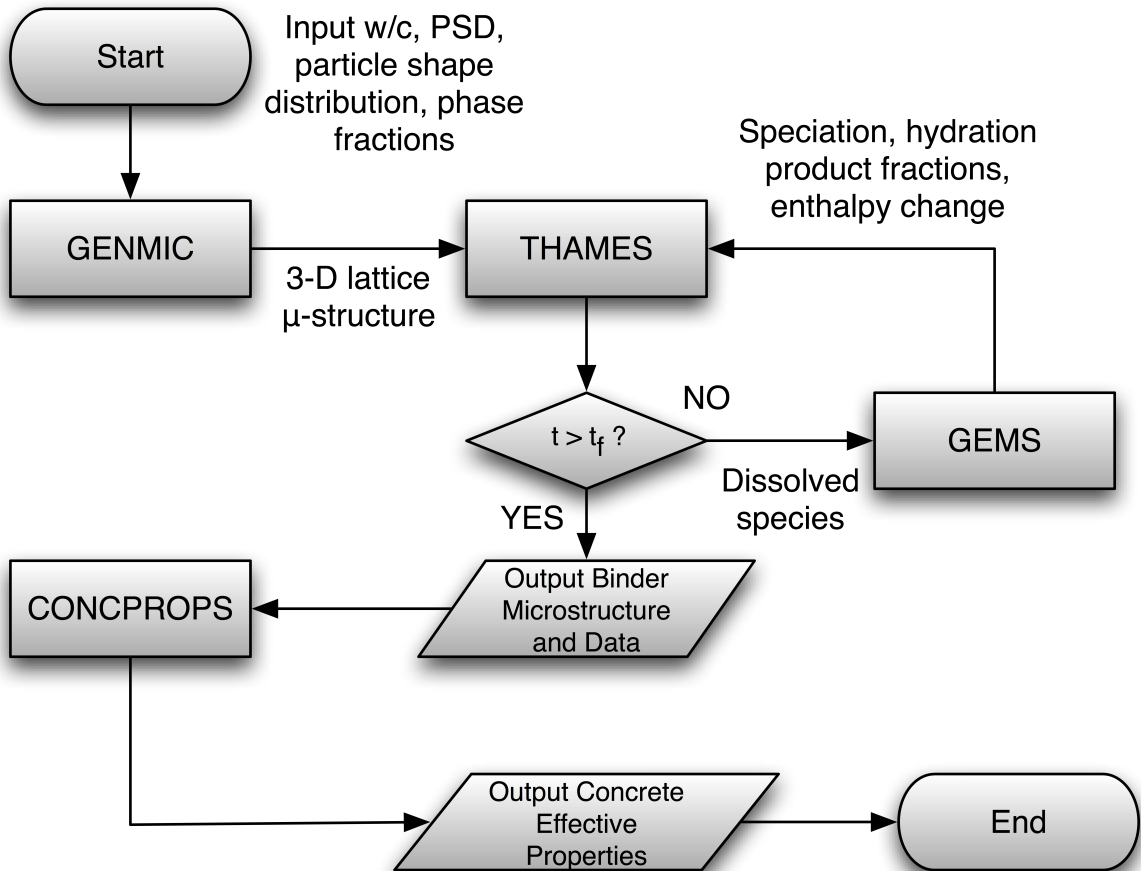 Start
Input w/c, PSD,
particle shape
distribution, phase
fractions
Speciation, hydration
product fractions,
enthalpy change
GENMIC
THAMES
3-D lattice
μ-structure
NO
t > tf ?
GEMS
Dissolved
species
YES
Output Binder
Microstructure
and Data
CONCPROPS
Output Concrete
Effective
Properties
End